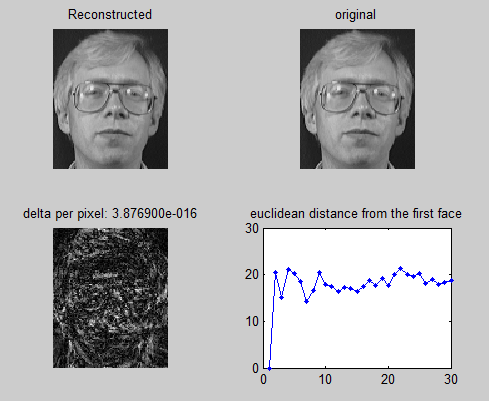 Reconstructed
original
delta per pixel: 3.876900e-016
euclidean distance from the first face
30
20
10
0
0
10
20
30